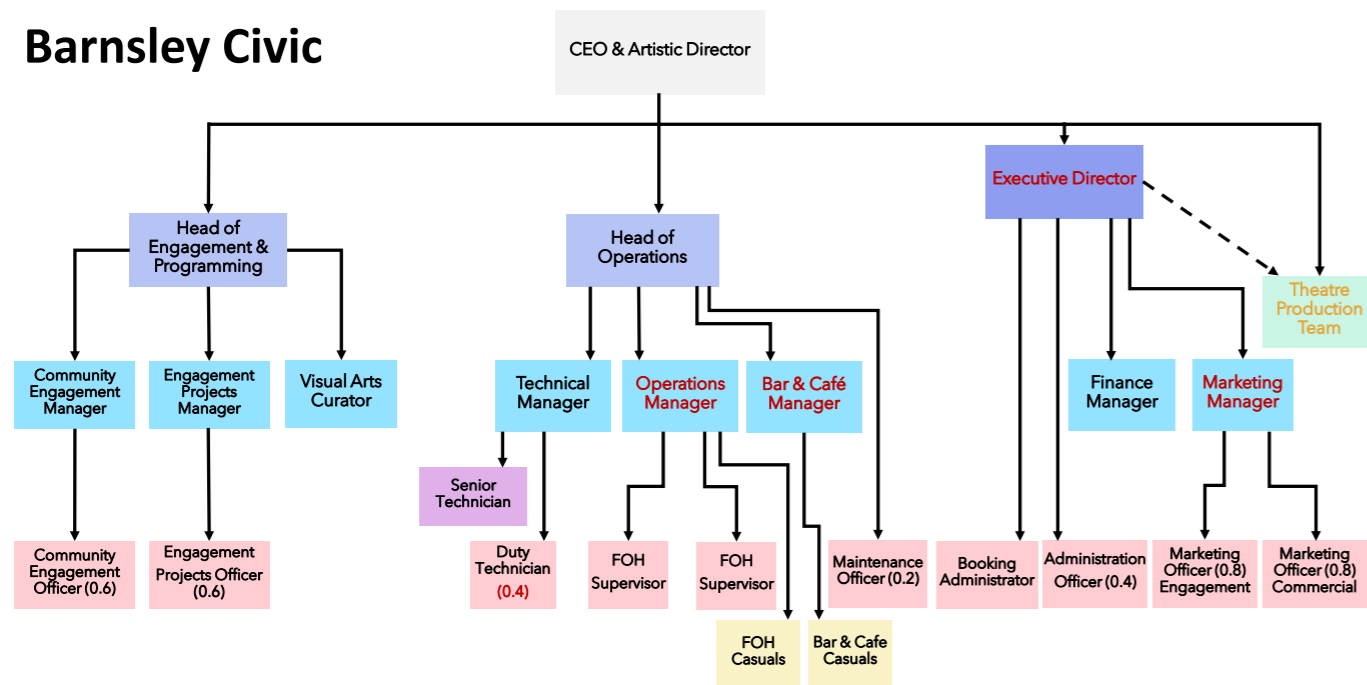 Barnsley Civic
CEO & Artistic Director
Executive Director
Head of
Engagement &
Programming
Head of
Operations
Theatre
Production
Team
Community
Engagement
Manager
Engagement
Projects
Manager
Visual Arts
Curator
Technical
Manager
Operations
Manager
Bar & Café
Manager
Finance
Manager
Marketing
Manager
Senior
Technician
Community
Engagement
Officer (0.6)
Engagement
Projects Officer
(0.6)
Duty
Technician
(0.4)
FOH
Supervisor
FOH
Supervisor
Maintenance
Officer (0.2)
Booking
Administrator
Administration
Officer (0.4)
Marketing
Officer (0.8)
Engagement
Marketing
Officer (0.8)
Commercial
FOH
Casuals
Bar & Cafe
Casuals